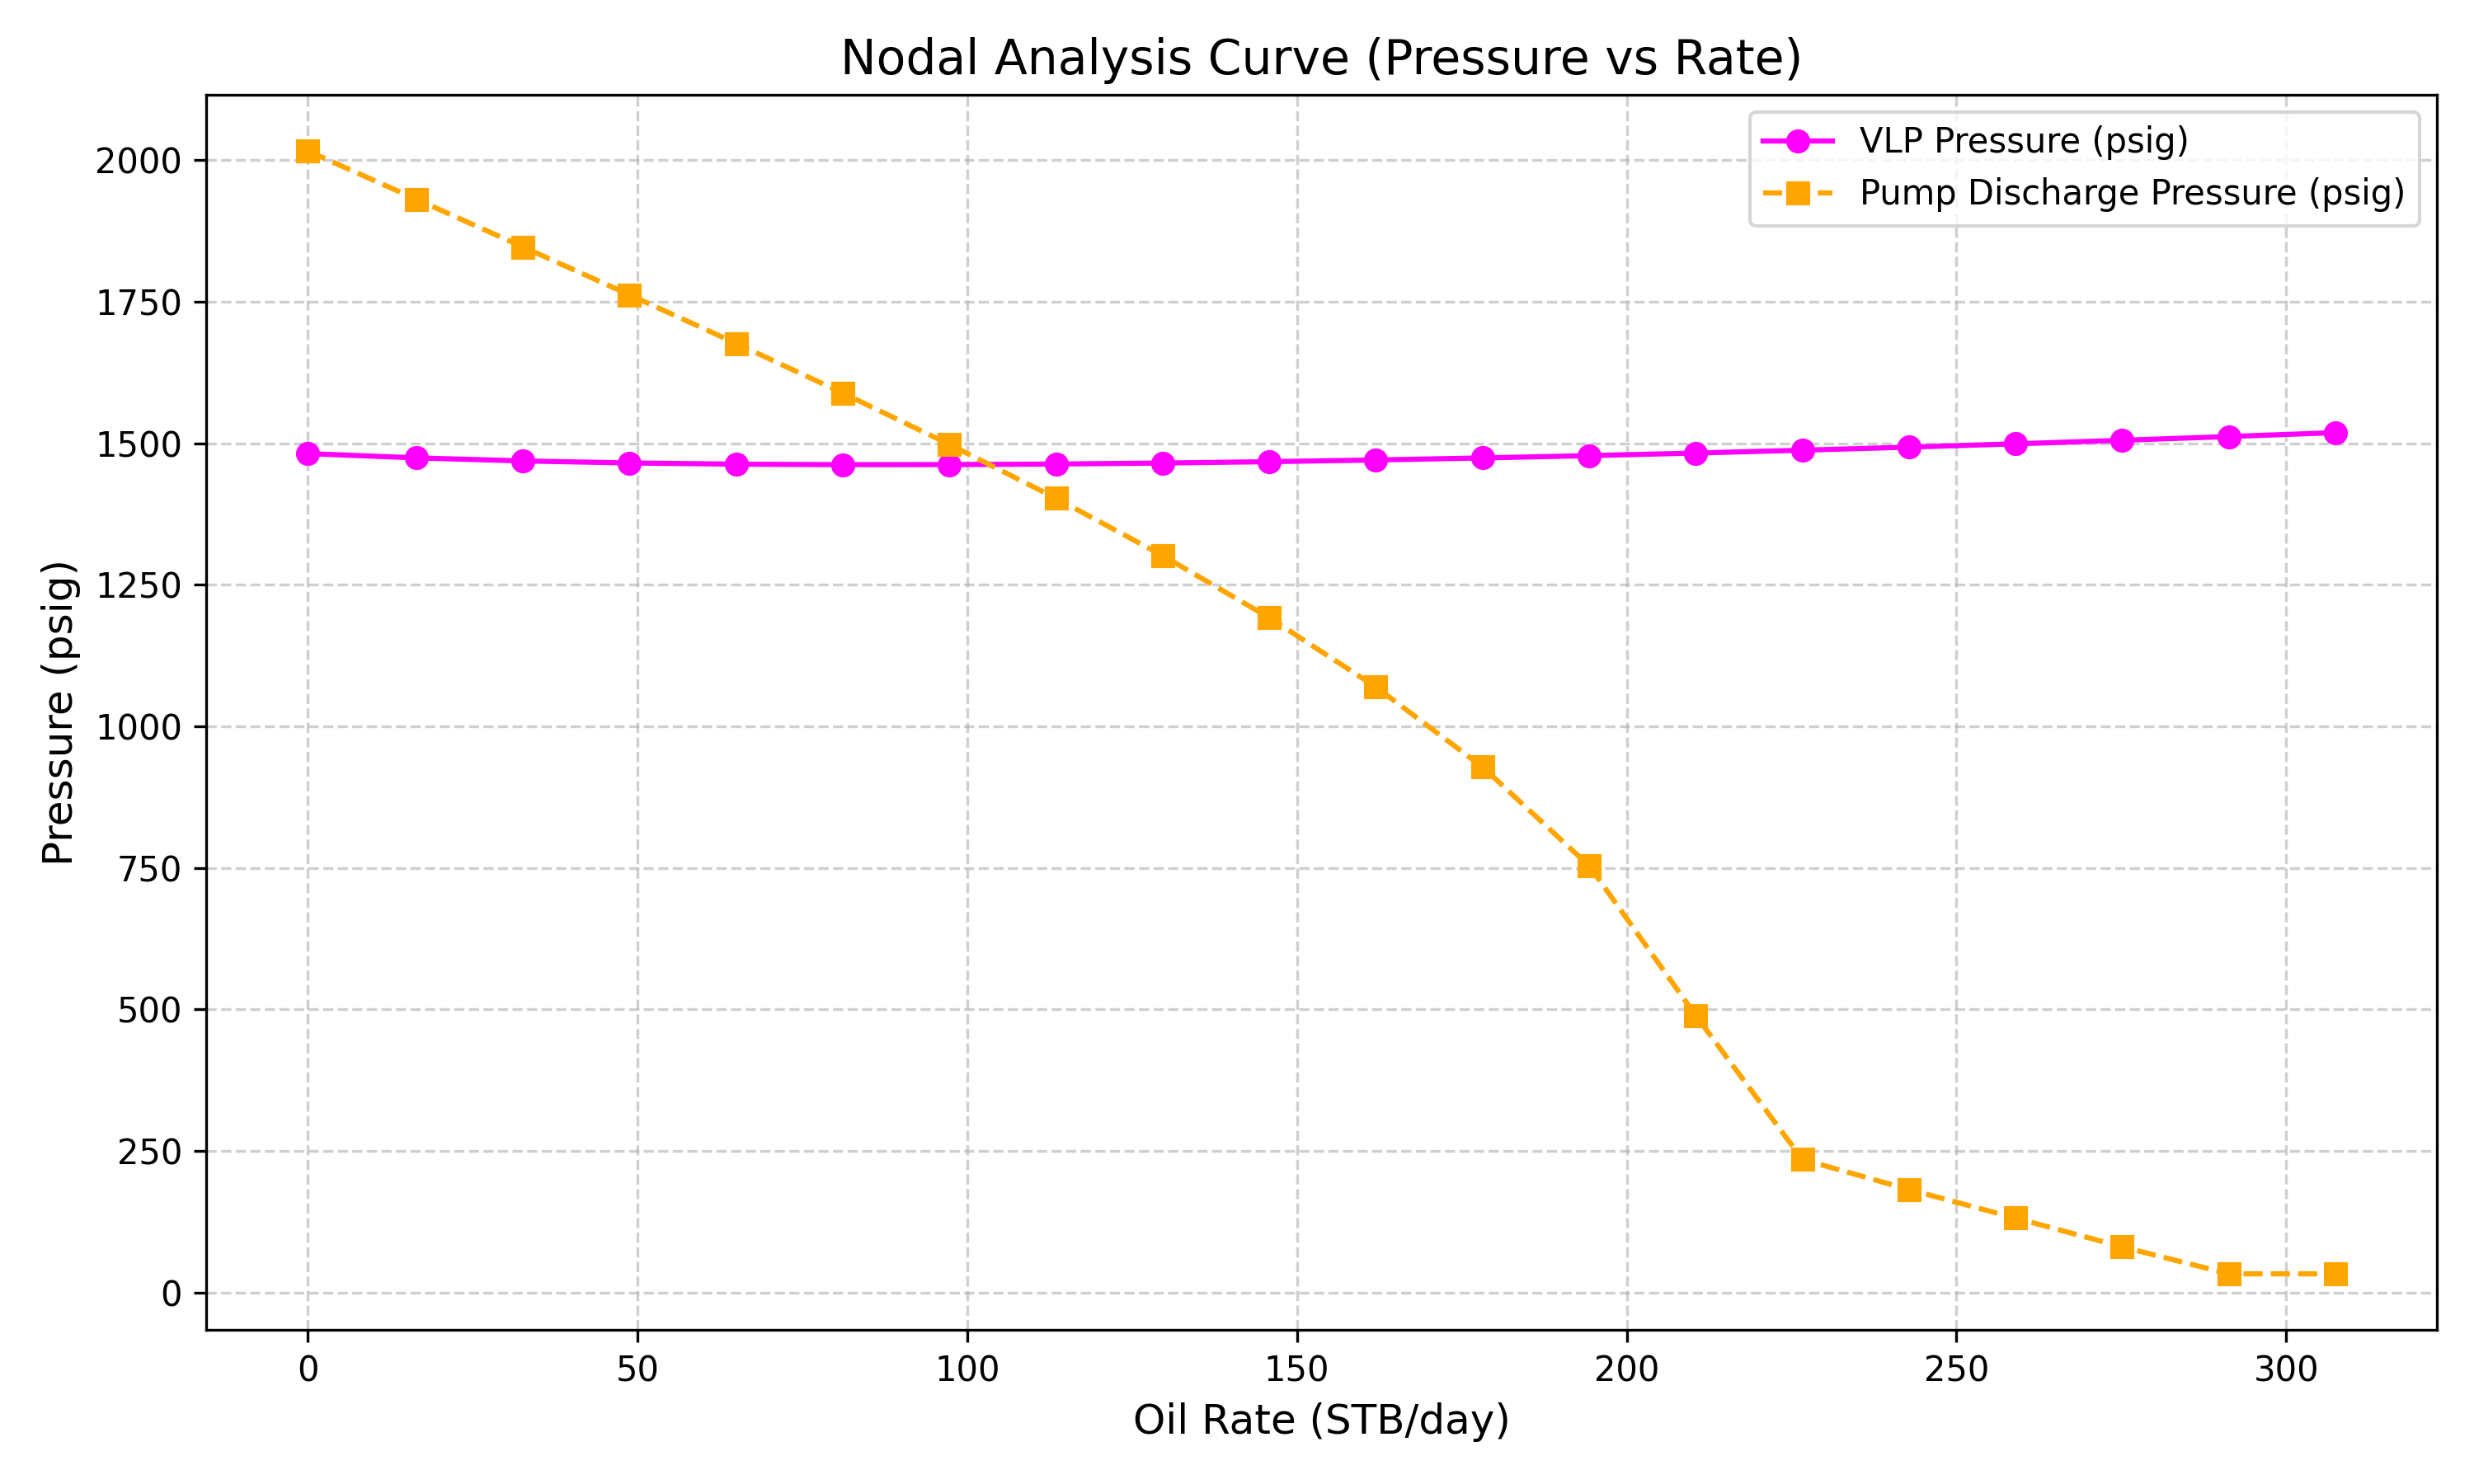 Nodal Analysis Curve (Pressure vs Rate)
VLP Pressure (psig)
Pump Discharge Pressure (psig)
Pressure (psig)
2000
1750
1500
1250
1000
750
500
250
0
0 50 100 150 200 250 300
Oil Rate (STB/day)